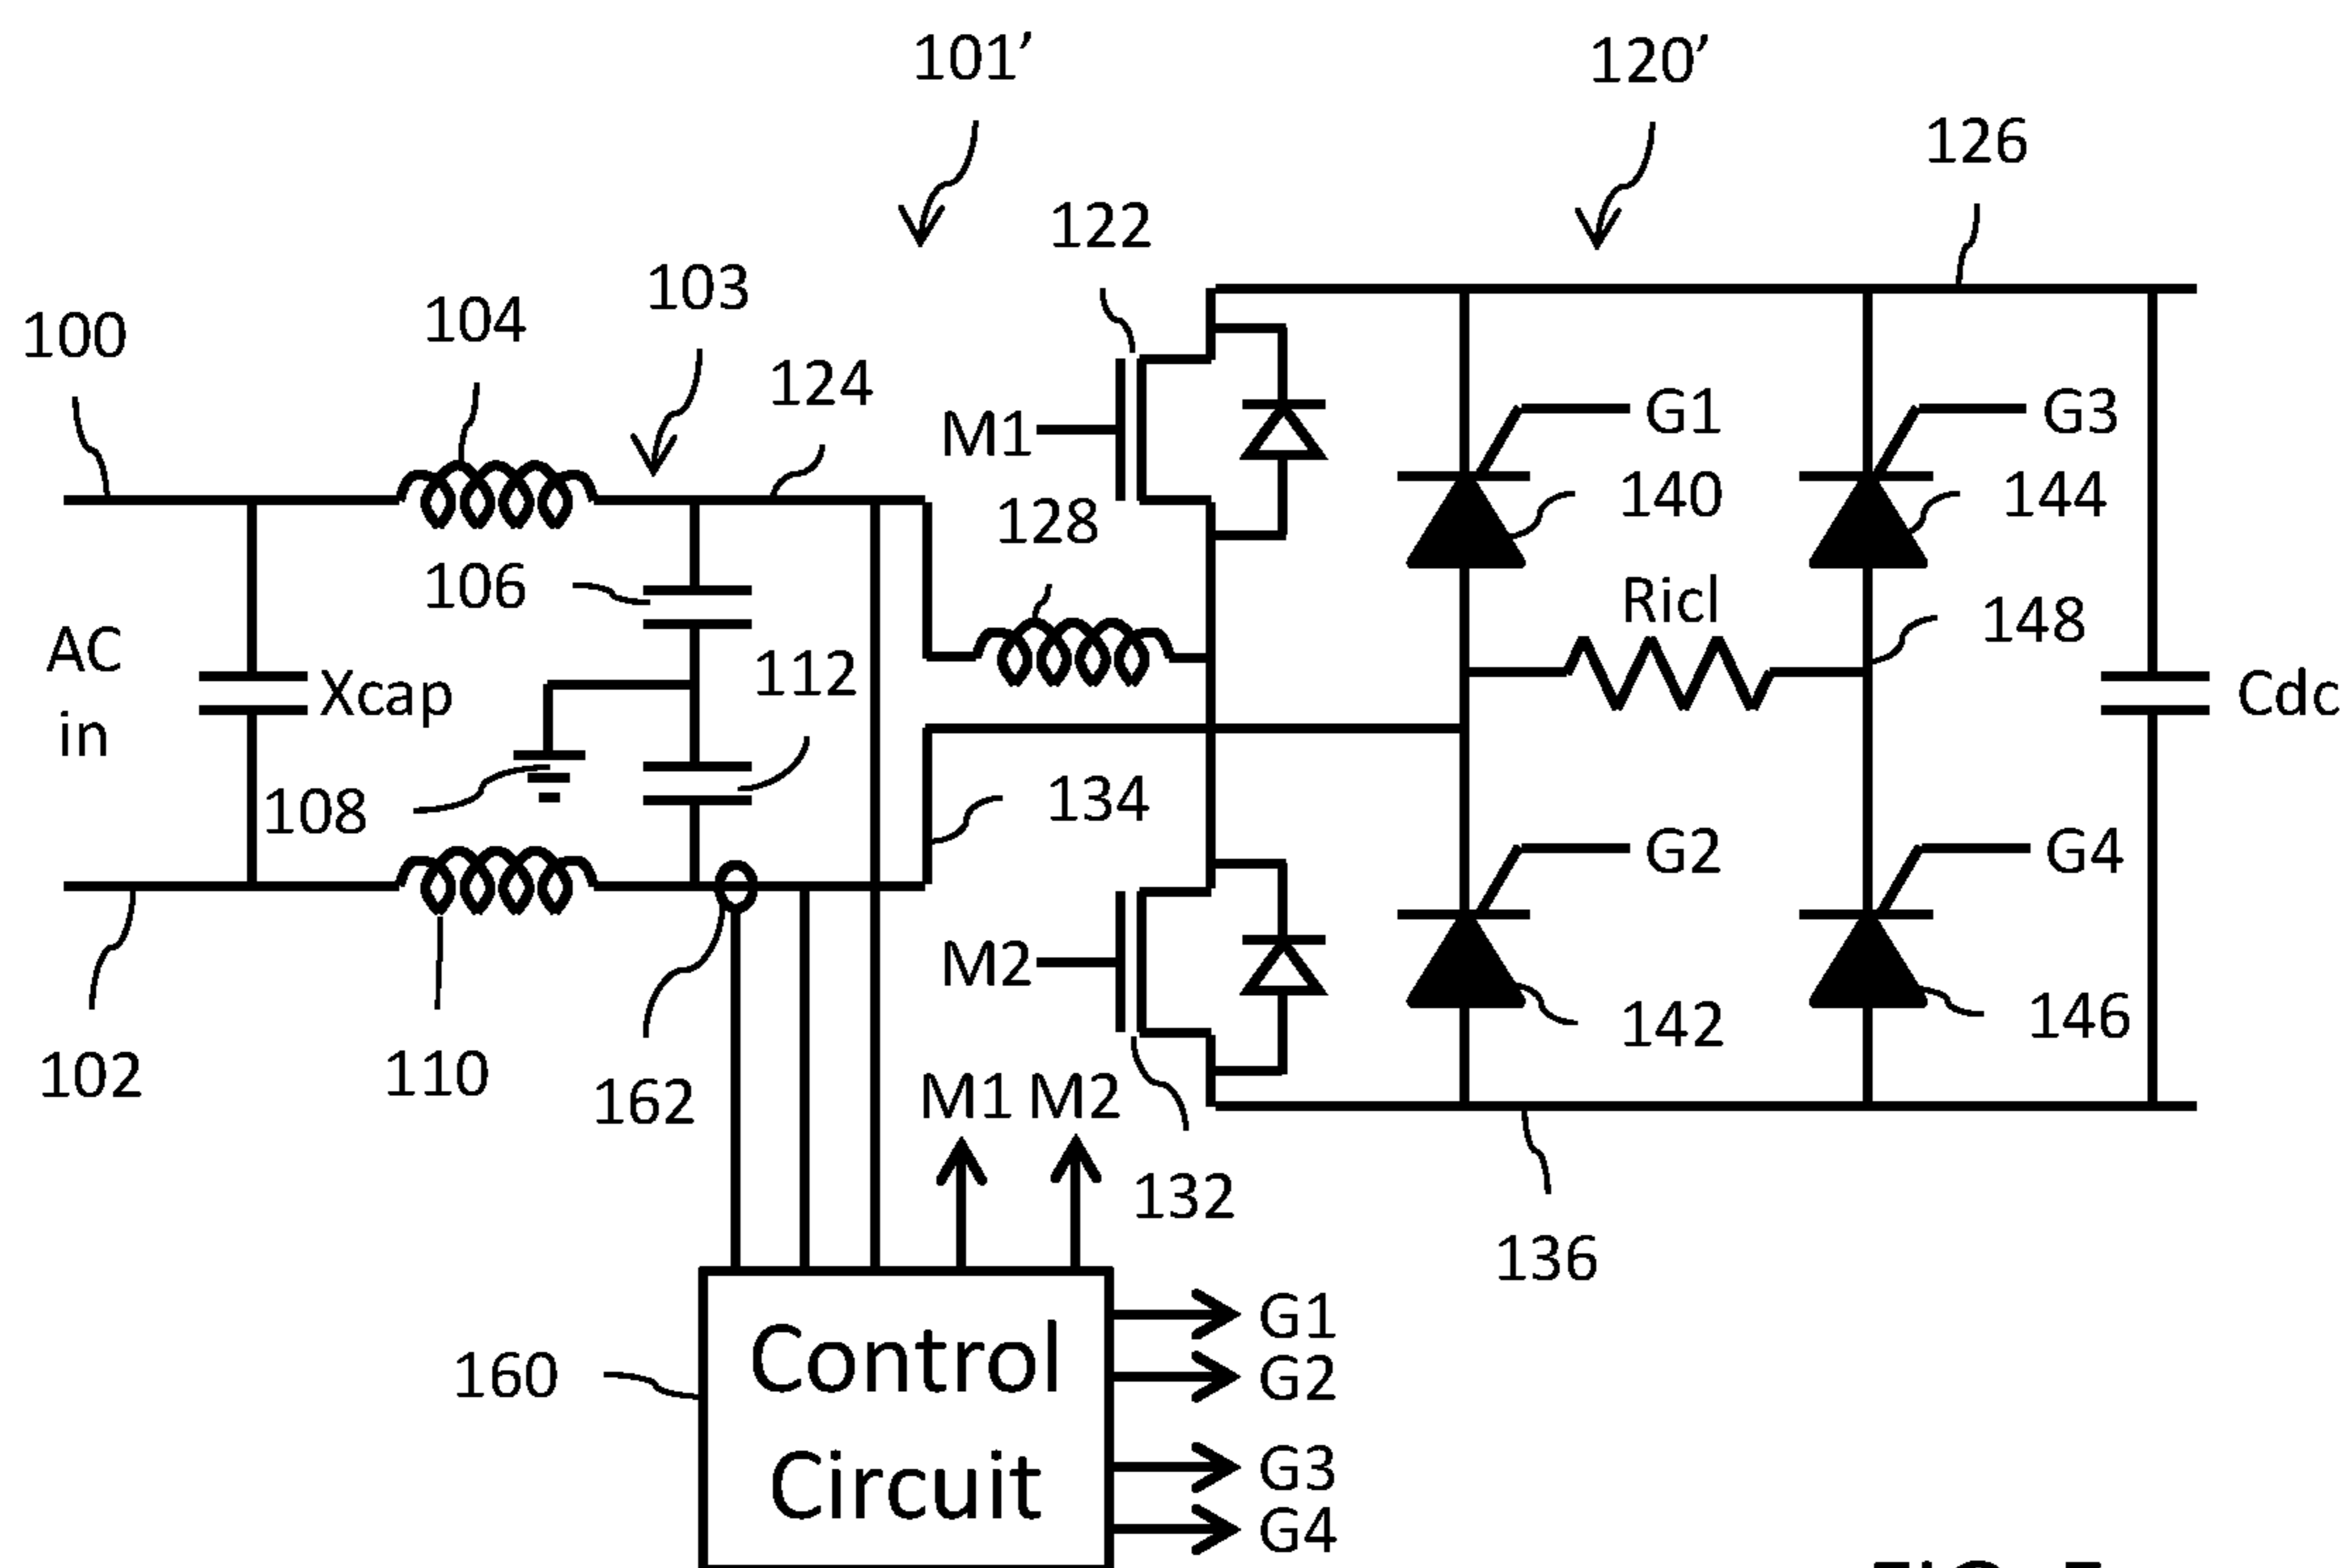 101’
120’
126
122
103
104
100
124
M1
G1
G3
128
140
144
106
Ricl
148
AC
in
Xcap
112
Cdc
108
134
G2
G4
M2
102
110
162
142
146
M1 M2
132
136
160
Control
Circuit
G1
G2
G3
G4